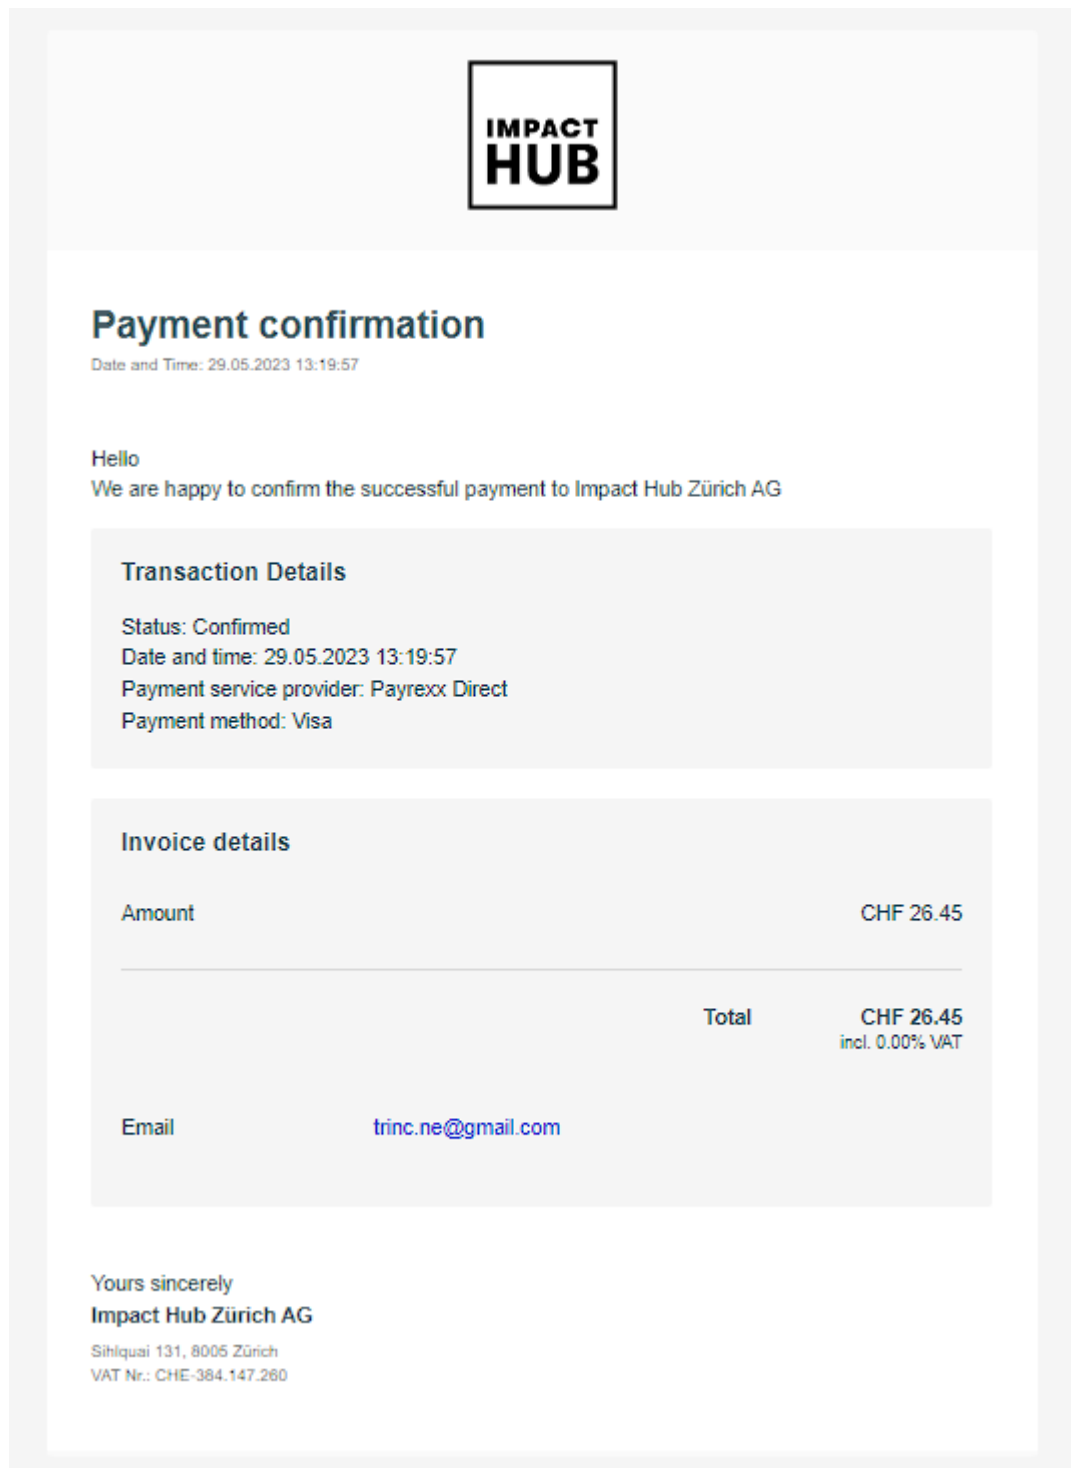 IMPACT
HUB
Payment confirmation
Date and Time: 29.05.2023 13:19:57
Hello
We are happy to confirm the successful payment to Impact Hub Zürich AG
Transaction Details
Status: Confirmed
Date and time: 29.05.2023 13:19:57
Payment service provider: Payrexx Direct
Payment method: Visa
Invoice details
Amount CHF 26.45
Total CHF 26.45
incl. 0.00% VAT
Email trinc.ne@gmail.com
Yours sincerely
Impact Hub Zürich AG
Sihlquai 131, 8005 Zürich
VAT Nr.: CHE-384.147.260